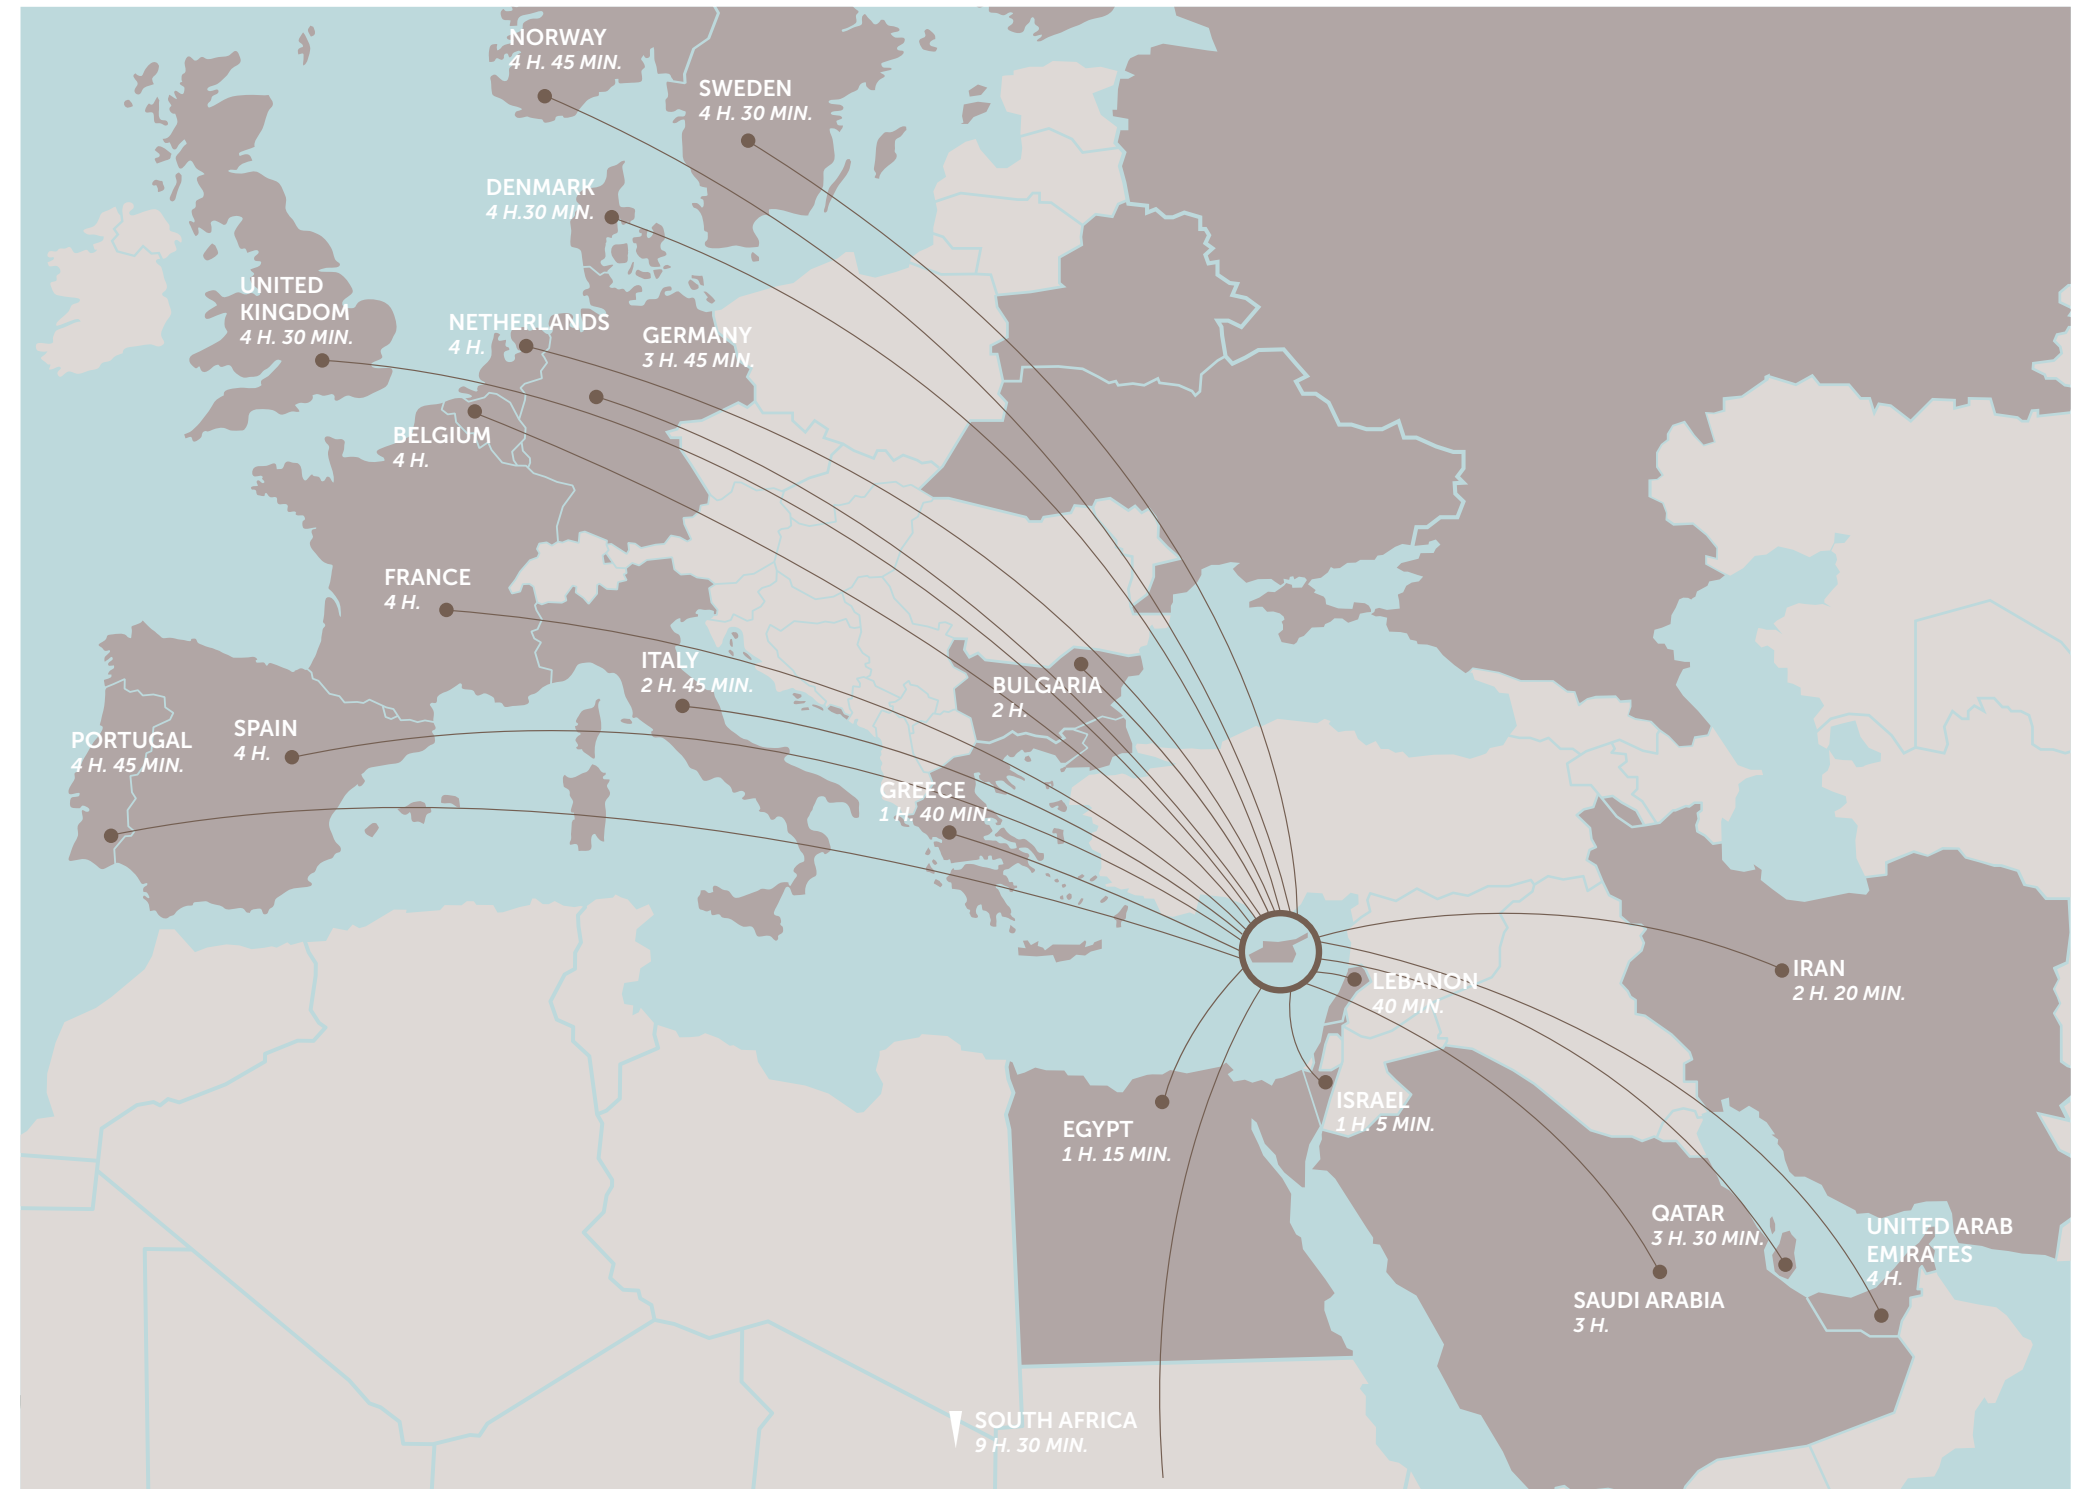 NORWAY
4 H. 45 MIN.
SWEDEN
4 H. 30 MIN.
DENMARK
4 H.30 MIN.
UNITED
KINGDOM
4 H. 30 MIN.
NETHERLANDS
4 H.
GERMANY
3 H. 45 MIN.
BELGIUM
4 H.
FRANCE
4 H.
ITALY
2 H. 45 MIN.
BULGARIA
2 H.
PORTUGAL
4 H. 45 MIN.
SPAIN
4 H.
GREECE
1 H. 40 MIN.
LEBANON
40 MIN.
IRAN
2 H. 20 MIN.
ISRAEL
1 H. 5 MIN.
EGYPT
1 H. 15 MIN.
QATAR
3 H. 30 MIN.
UNITED ARAB
EMIRATES
4 H.
SAUDI ARABIA
3 H.
SOUTH AFRICA
9 H. 30 MIN.